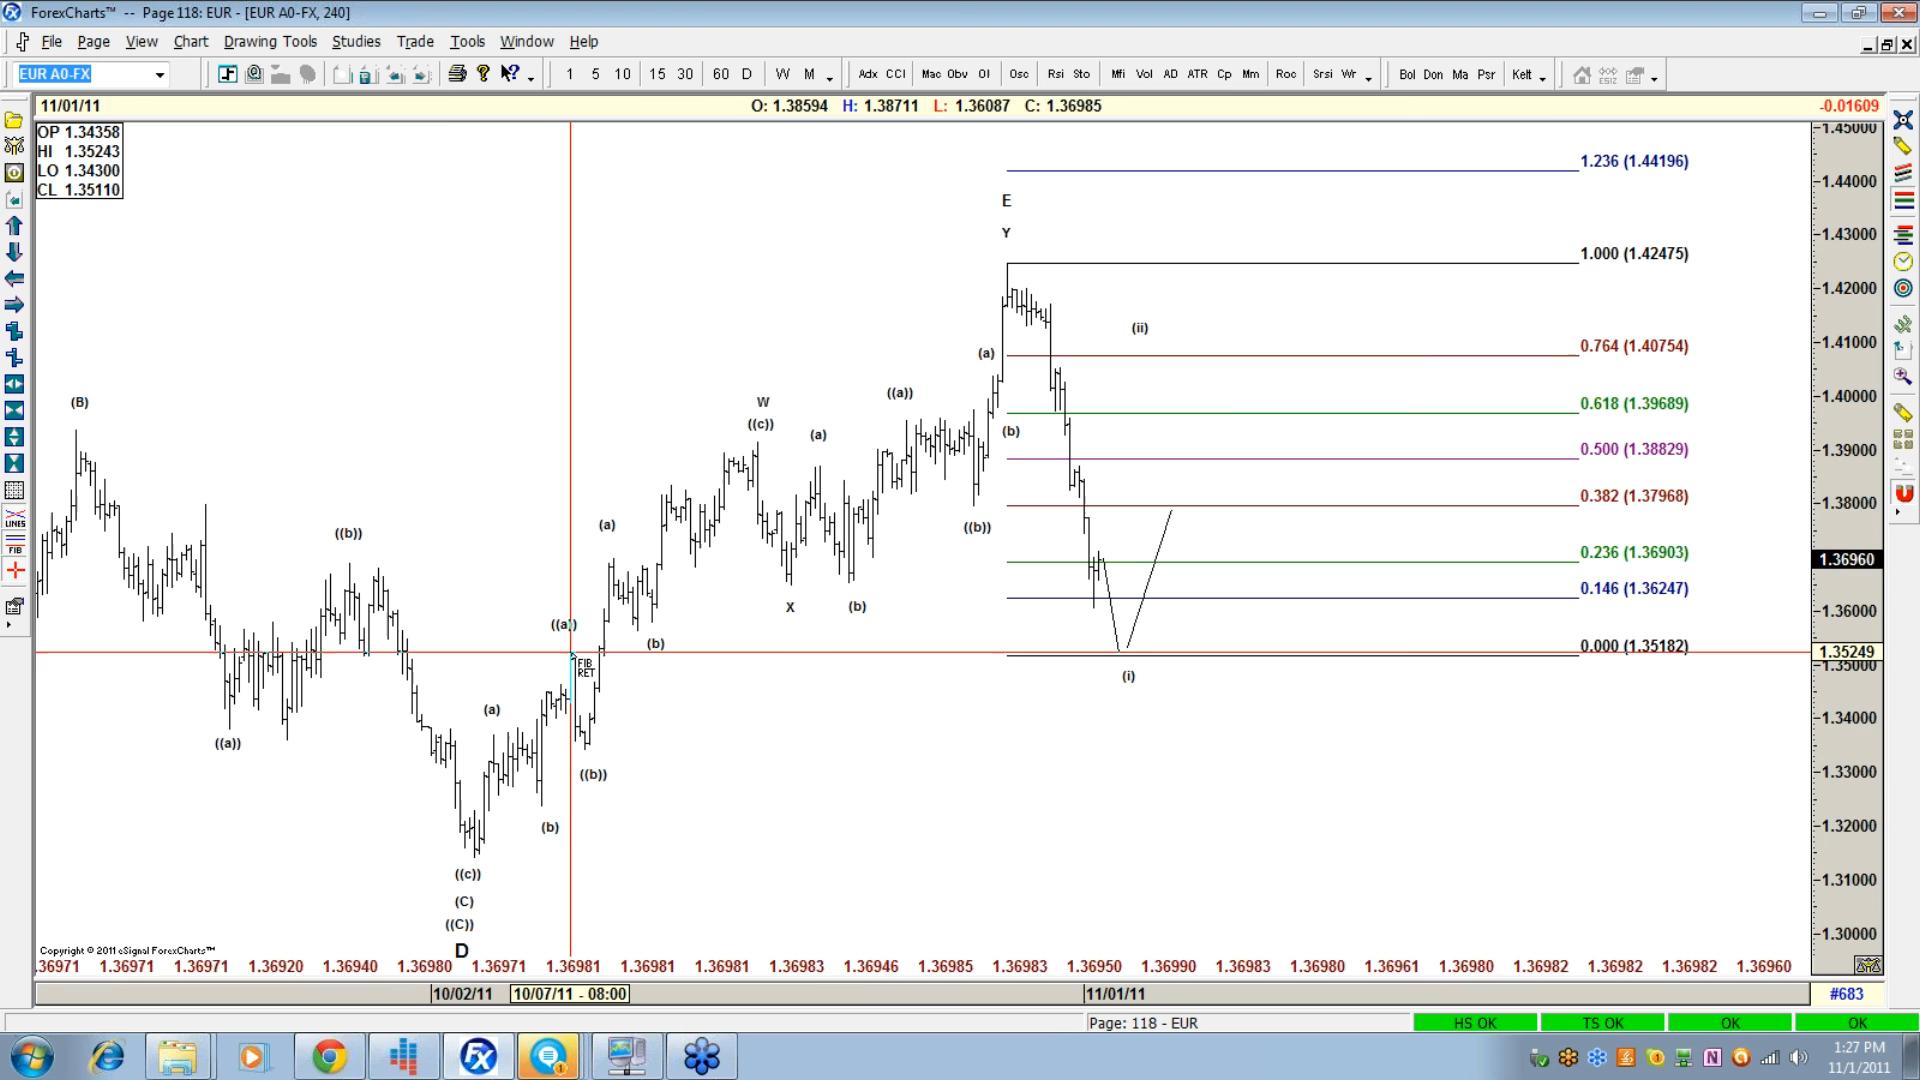 ForexCharts™ -- Page 118: EUR - [EUR A0-FX, 240]
File Page View Chart Drawing Tools Studies Trade Tools Window Help
EUR A0-FX 1 5 10 15 30 60 D W M Adx CCI Mac Obv OI Osc Rsi Sto Mfi Vol AD ATR Cp Mm Roc Srsi Wr Bol Don Ma Psr Kelt
11/01/11 O: 1.38594 H: 1.38711 L: 1.36087 C: 1.36985 -0.01609
OP 1.34358
HI 1.35243
LO 1.34300
CL 1.35110
1.45000
1.236 (1.44196)
1.44000
E
Y
1.43000
1.000 (1.42475)
1.42000
(ii)
1.41000
0.764 (1.40754)
(a)
1.40000
((a))
(B)
W
0.618 (1.39689)
((c))
(a)
(b)
1.39000
0.500 (1.38829)
1.38000
0.382 (1.37968)
(a)
((b))
((b))
1.36960
0.236 (1.36903)
0.146 (1.36247)
1.36000
X
(b)
((a))
(b)
0.000 (1.35182)
1.35249
1.35000
FIB
RET
(i)
(a)
1.34000
((a))
((b))
1.33000
(b)
1.32000
((c))
(C)
((C))
D
1.31000
1.30000
LINES
FIB
Copyright © 2011 eSignal ForexCharts™
.36971 1.36971 1.36971 1.36920 1.36940 1.36980 1.36971 1.36981 1.36981 1.36981 1.36983 1.36946 1.36985 1.36983 1.36950 1.36990 1.36983 1.36980 1.36961 1.36980 1.36982 1.36982 1.36982 1.36960
10/02/11 10/07/11 - 08:00 11/01/11 #683
Page: 118 - EUR HS OK TS OK OK OK
1:27 PM
11/1/2011